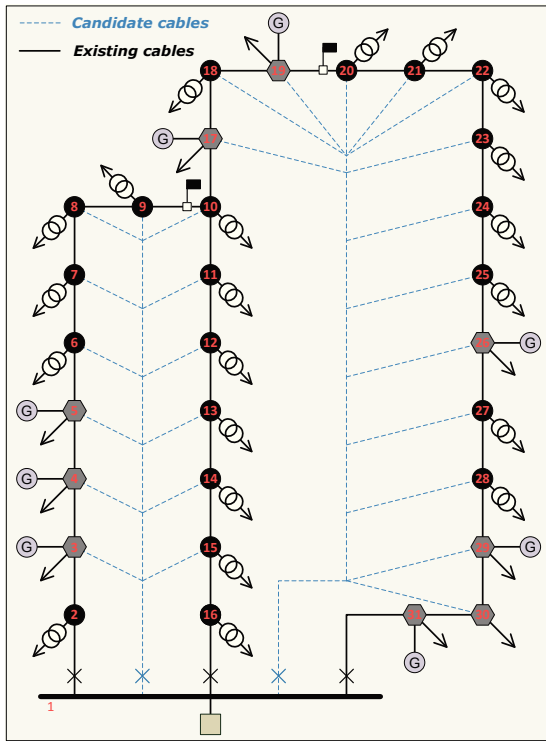 Candidate cables
Existing cables
G
18 19 20 21 22
G 17 23
8 9 10 24
7 11 25
6 12 26 G
G 5 13 27
G 4 14 28
G 3 15 29 G
2 16 31 30
G
1